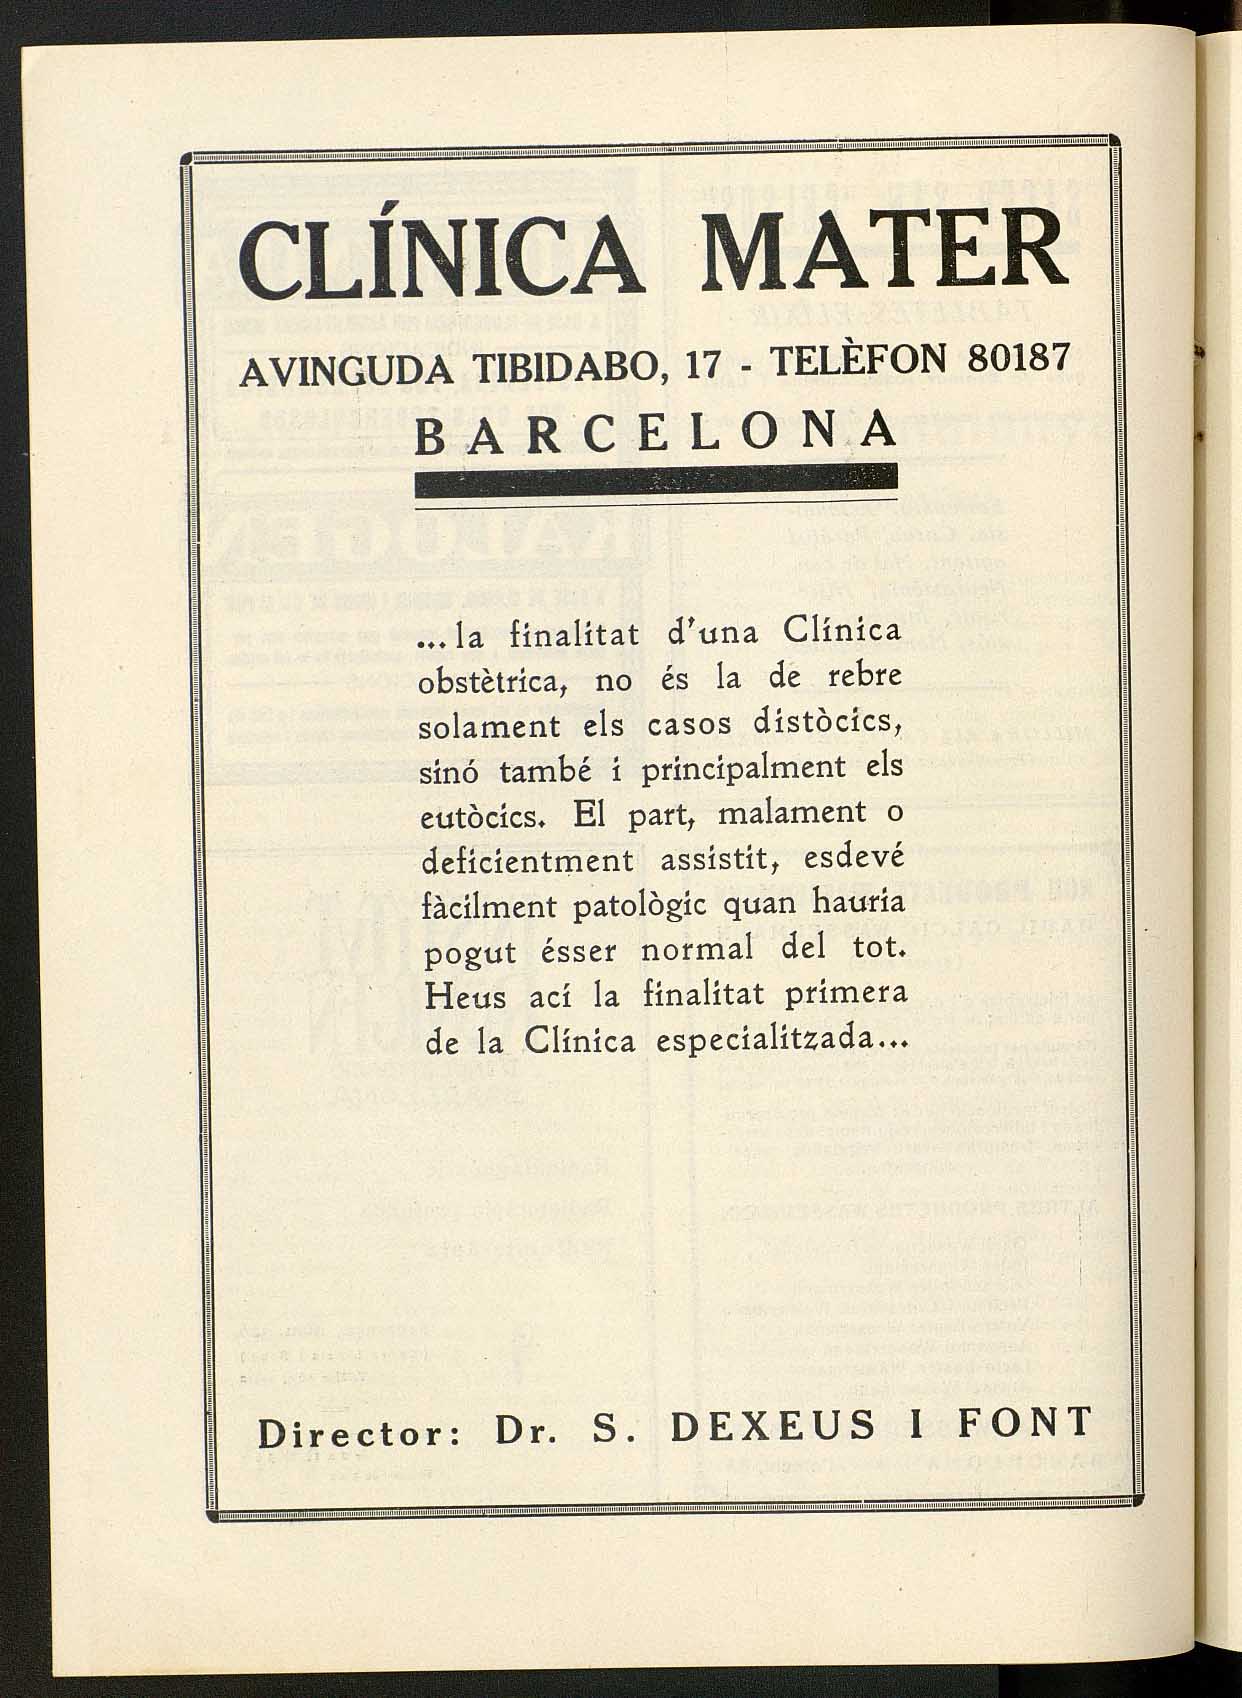 CLÍNICA MATER
AVINGUDA TIBIDABO, 17 - TELÈFON 80187
BARCELONA
...la finalitat d'una Clínica
obstètrica, no és la de rebre
solament els casos distòcics,
sinó també i principalment els
eutòcics. El part, malament o
deficientment assistit, esdevé
fàcilment patològic quan hauria
pogut ésser normal del tot.
Heus ací la finalitat primera
de la Clínica especialitzada...
Director: Dr. S. DEXEUS I FONT